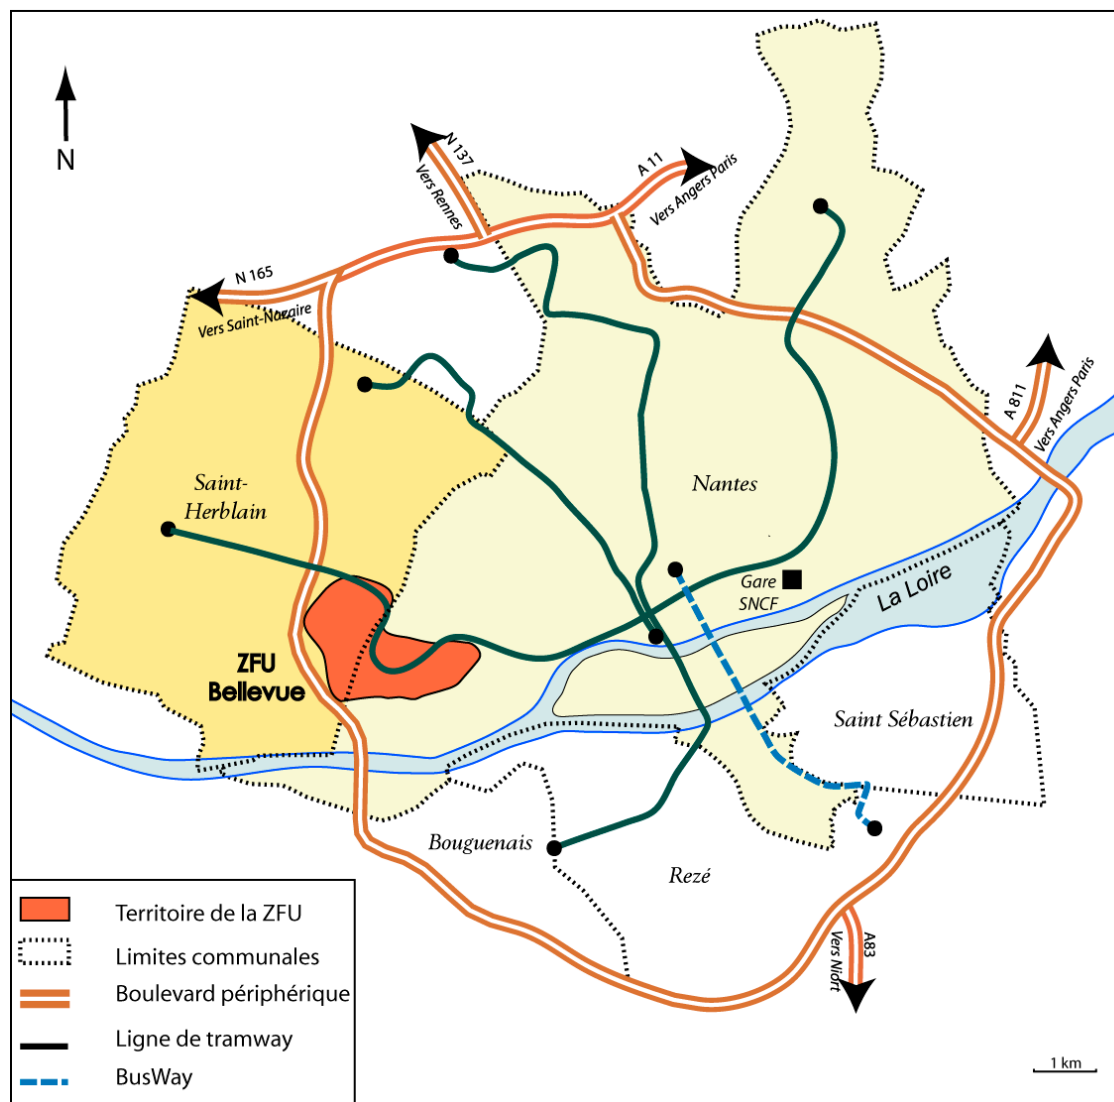 N
N 137
Vers Rennes
A 11
Vers Angers Paris
N 165
Vers Saint-Nazaire
A 811
Vers Angers Paris
Saint-
Herblain
Nantes
Gare
SNCF
La Loire
ZFU
Bellevue
Saint Sébastien
Bouguenais
Rezé
A83
Vers Niort
Territoire de la ZFU
Limites communales
Boulevard périphérique
Ligne de tramway
BusWay
1 km